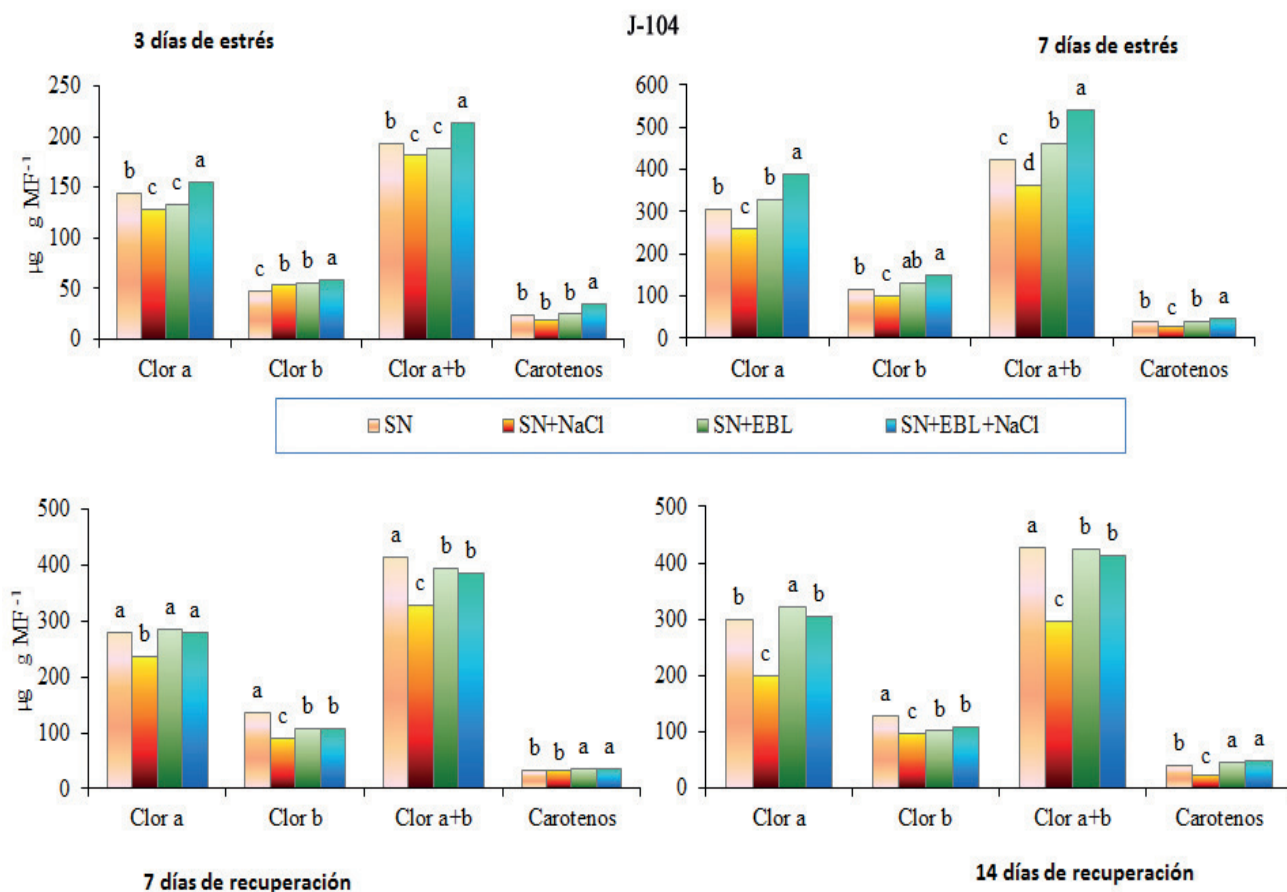 J-104
3 días de estrés
250
200
150
100
50
0
µg g MF⁻¹
b c c a
c b b a
b c c a
b b b a
Clor a Clor b Clor a+b Carotenos
7 días de estrés
600
500
400
300
200
100
0
b c b a
b c ab a
c d b a
b c b a
Clor a Clor b Clor a+b Carotenos
SN SN+NaCl SN+EBL SN+EBL+NaCl
500
400
300
200
100
0
µg g MF⁻¹
a b a a
a c b b
a c b b
b b a a
Clor a Clor b Clor a+b Carotenos
7 días de recuperación
500
400
300
200
100
0
b c a b
a c b b
a c b b
b c a a
Clor a Clor b Clor a+b Carotenos
14 días de recuperación